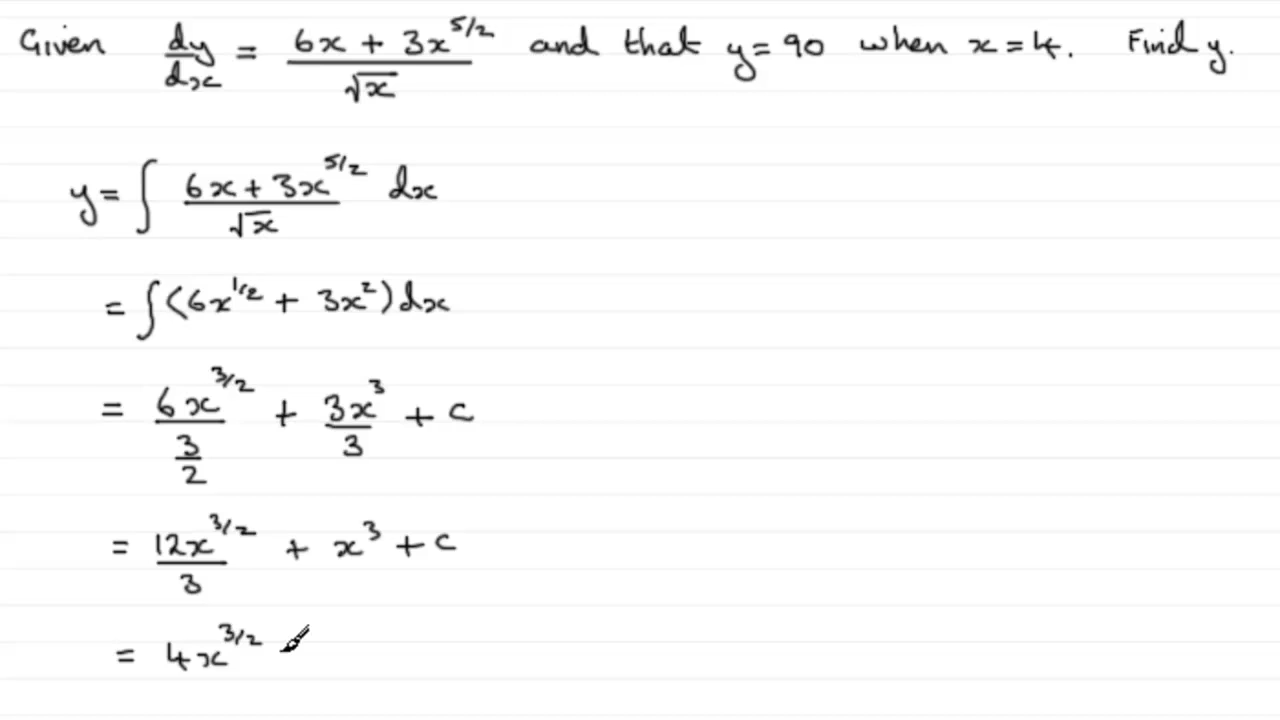 Given dy/dx = (6x + 3x^(5/2))/√x and that y = 90 when x = 4. Find y.
y = ∫ (6x + 3x^(5/2))/√x dx
= ∫ (6x^(1/2) + 3x^2) dx
= 6x^(3/2)/(3/2) + 3x^3/3 + c
= 12x^(3/2)/3 + x^3 + c
= 4x^(3/2)